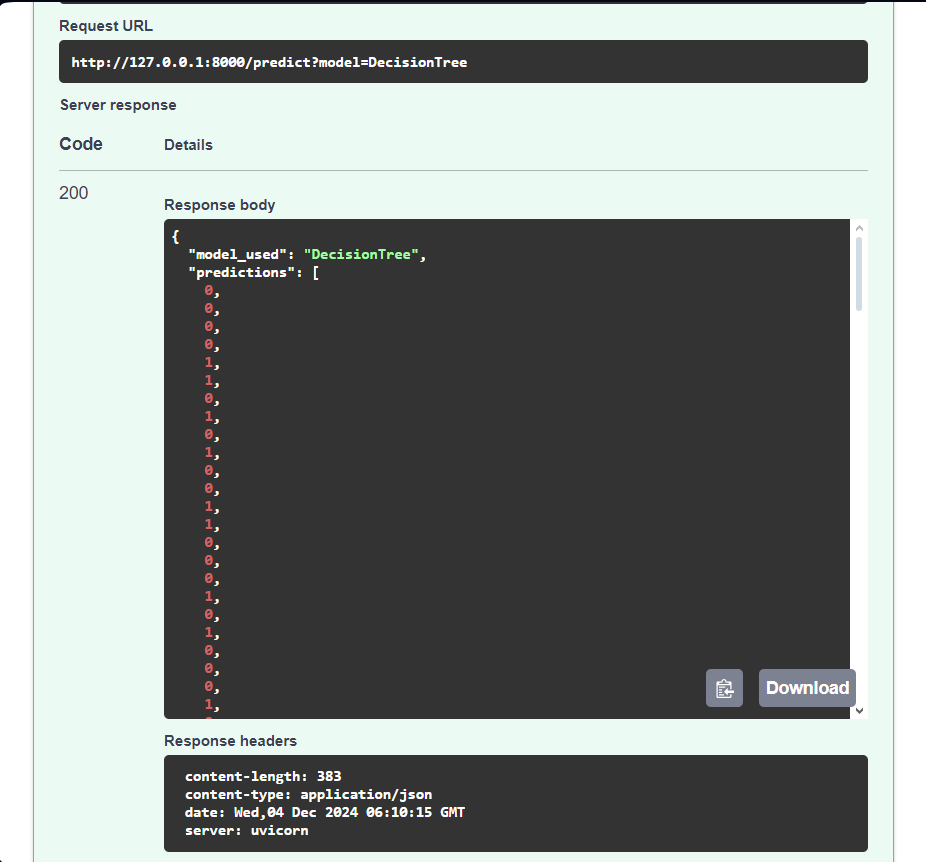 Request URL
http://127.0.0.1:8000/predict?model=DecisionTree
Server response
Code Details
200
Response body
{
"model_used": "DecisionTree",
"predictions": [
0,
0,
0,
0,
1,
1,
0,
1,
0,
1,
0,
0,
1,
1,
0,
0,
0,
1,
0,
1,
0,
0,
0,
1,
Download
Response headers
content-length: 383
content-type: application/json
date: Wed,04 Dec 2024 06:10:15 GMT
server: uvicorn